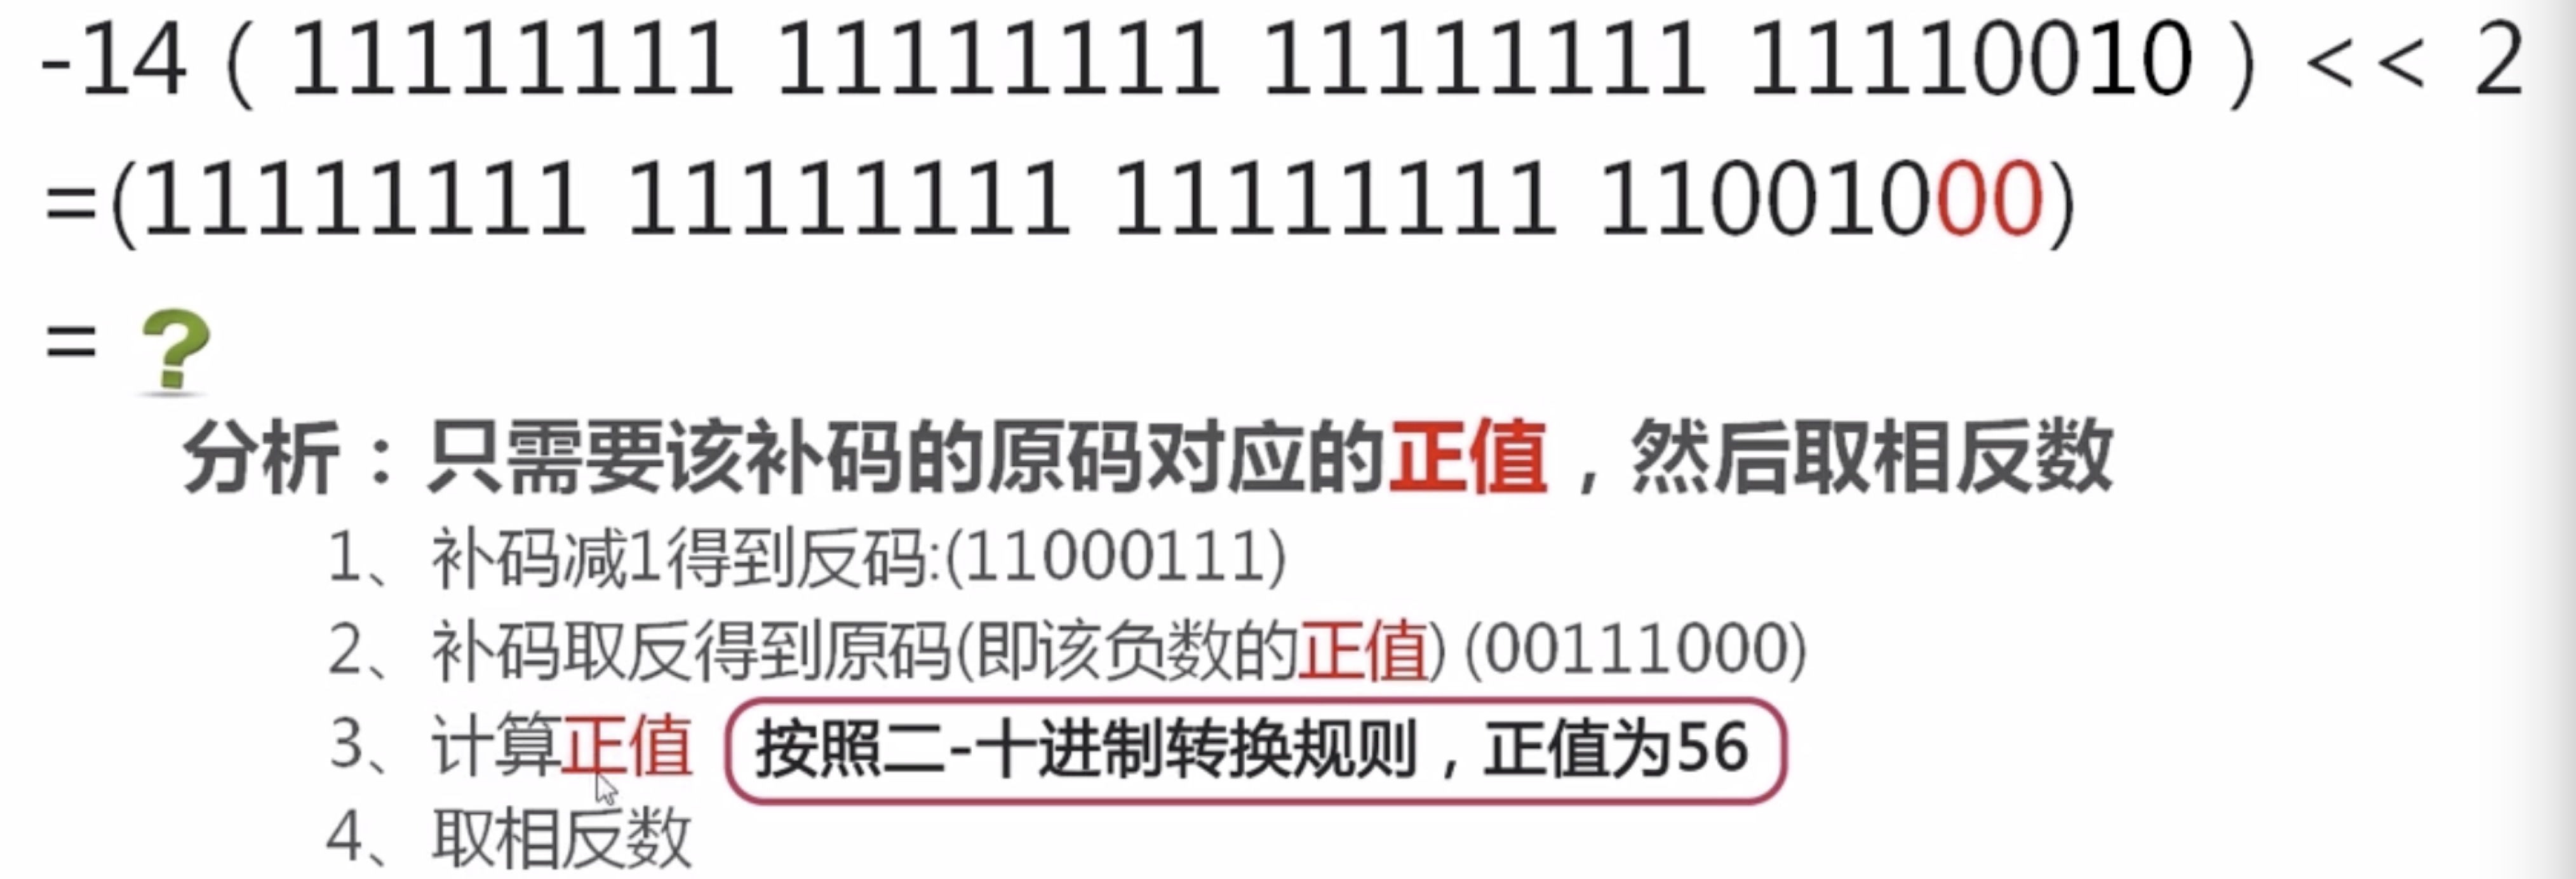 -14 ( 11111111 11111111 11111111 11110010 ) << 2
=(11111111 11111111 11111111 11001000)
= ?
分析：只需要该补码的原码对应的正值，然后取相反数
1、补码减1得到反码:(11000111)
2、补码取反得到原码(即该负数的正值) (00111000)
3、计算正值 按照二-十进制转换规则，正值为56
4、取相反数